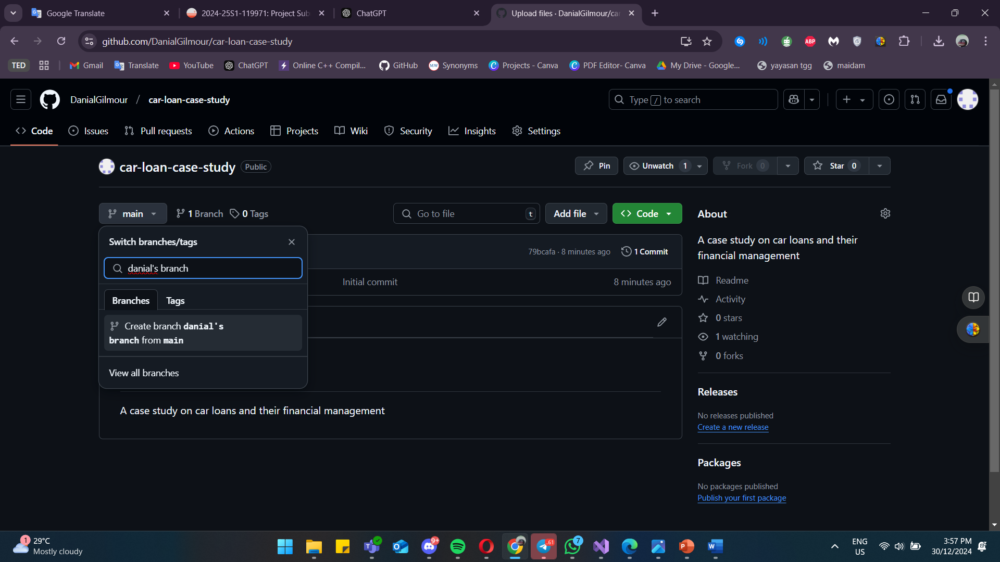 Google Translate
2024-25S1-119971: Project Sub
ChatGPT
Upload files · DanialGilmour/ca
github.com/DanialGilmour/car-loan-case-study
ABP
TED
Gmail
Translate
YouTube
ChatGPT
Online C++ Compil...
GitHub
MW Synonyms
Projects - Canva
PDF Editor- Canva
My Drive - Google...
yayasan tgg
maidam
DanialGilmour / car-loan-case-study
Type / to search
Code
Issues
Pull requests
Actions
Projects
Wiki
Security
Insights
Settings
car-loan-case-study Public
Pin
Unwatch 1
Fork 0
Star 0
main
1 Branch
0 Tags
Go to file t
Add file
Code
About
A case study on car loans and their
financial management
Switch branches/tags
danial's branch
Branches
Tags
Create branch danial's
branch from main
View all branches
79bcafa · 8 minutes ago
1 Commit
Initial commit
8 minutes ago
A case study on car loans and their financial management
Readme
Activity
0 stars
1 watching
0 forks
Releases
No releases published
Create a new release
Packages
No packages published
Publish your first package
1
29°C
Mostly cloudy
9+
.61
7
ENG
US
3:57 PM
30/12/2024